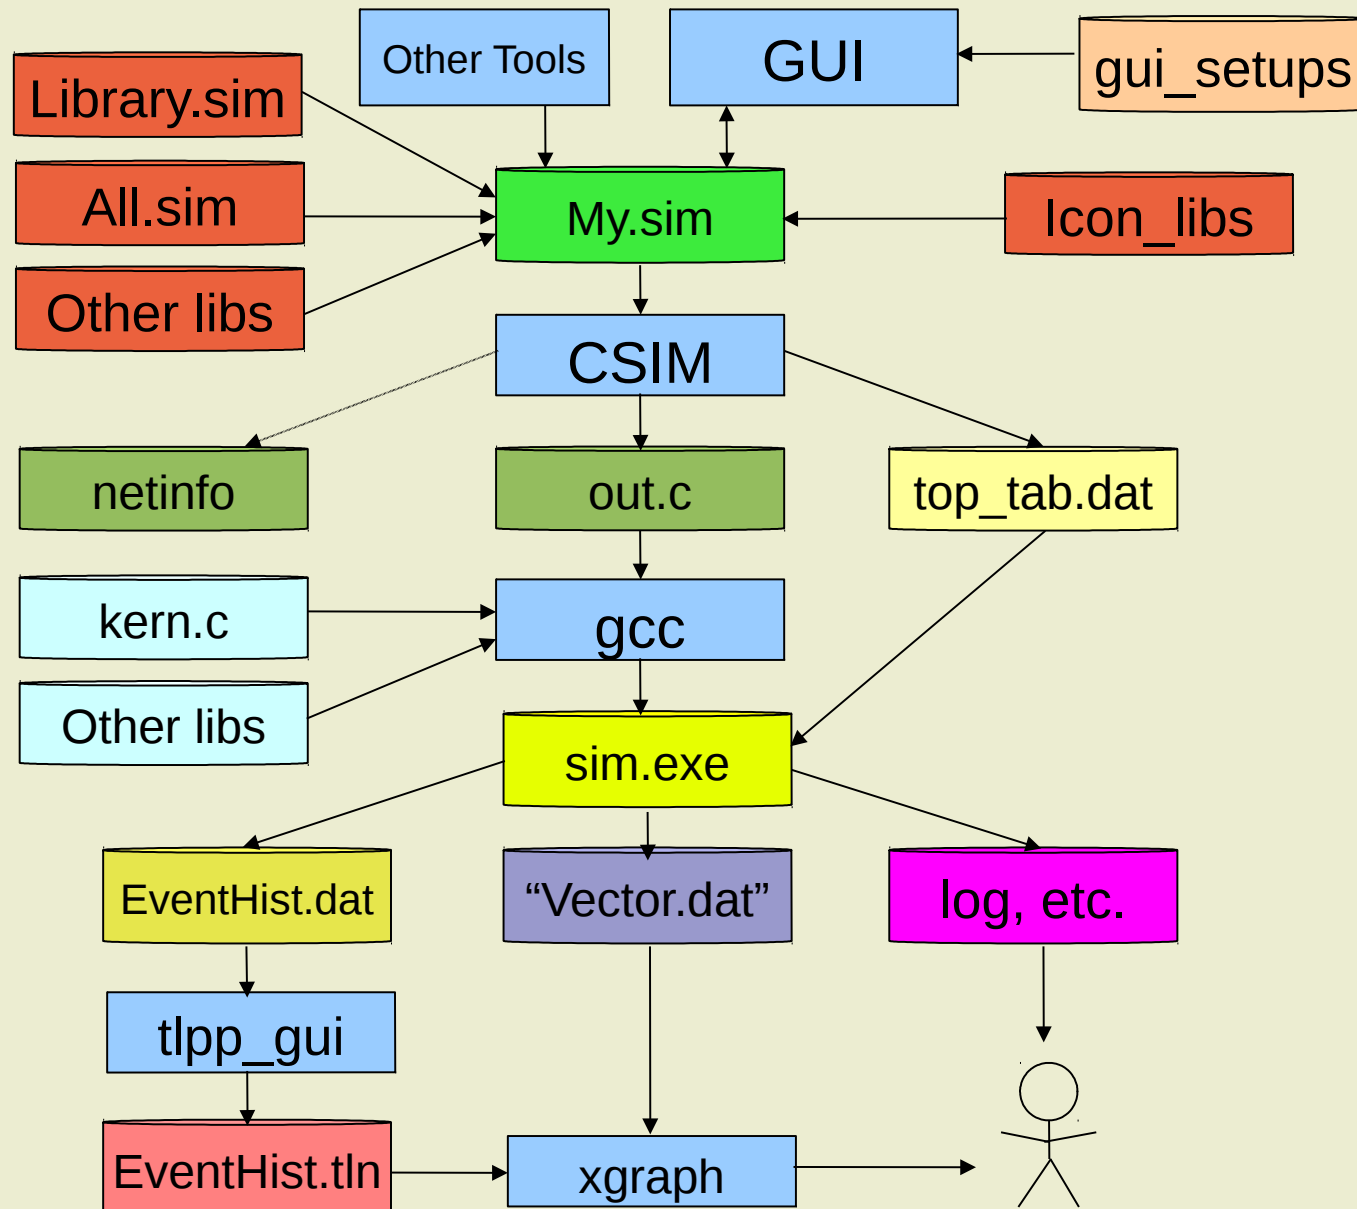 Other Tools
GUI
gui_setups
Library.sim
All.sim
My.sim
Icon_libs
Other libs
CSIM
netinfo
out.c
top_tab.dat
kern.c
gcc
Other libs
sim.exe
EventHist.dat
“Vector.dat”
log, etc.
tlpp_gui
EventHist.tln
xgraph